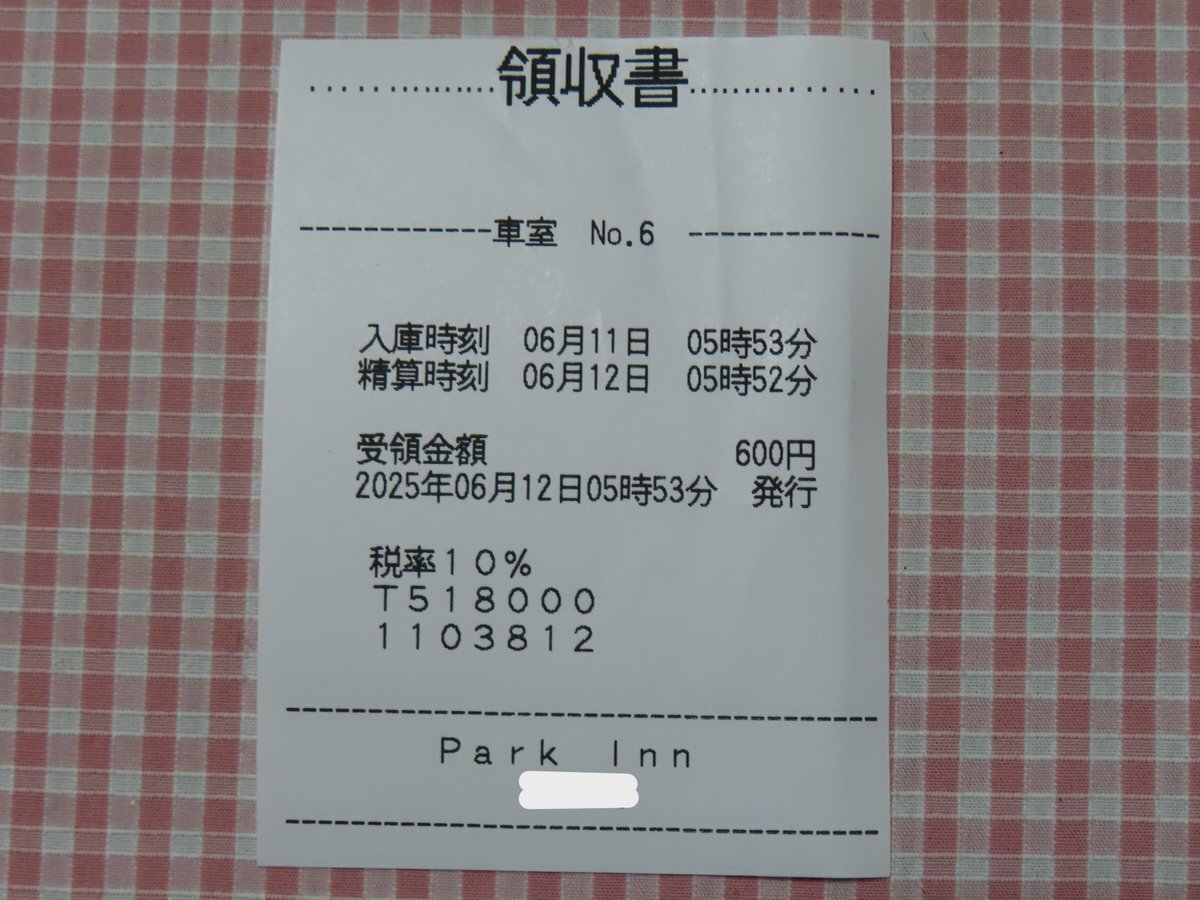 領収書
車室 No.6
入庫時刻 06月11日 05時53分
精算時刻 06月12日 05時52分
受領金額 600円
2025年06月12日05時53分 発行
税率10%
T518000
1103812
Park Inn